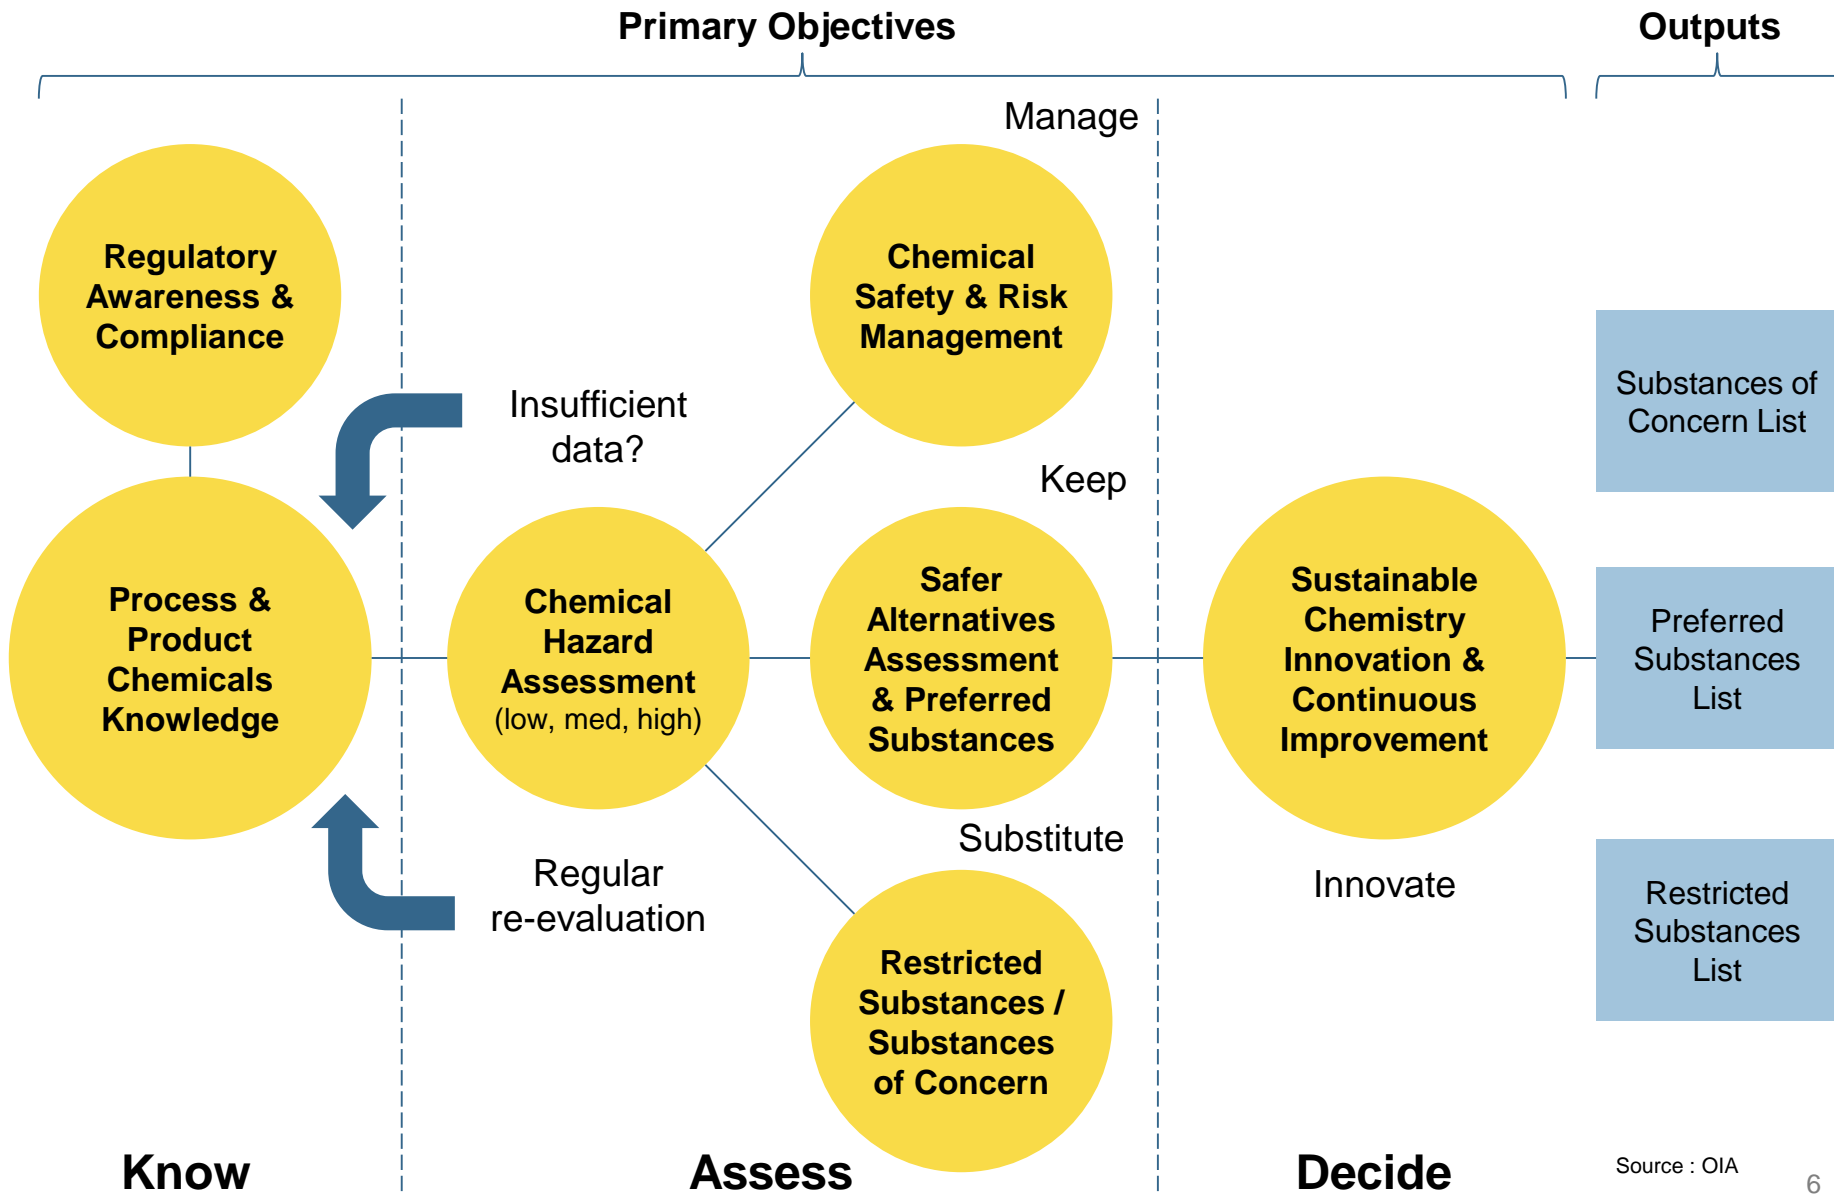 Primary Objectives
Outputs
Manage
Regulatory
Awareness &
Compliance
Chemical
Safety & Risk
Management
Insufficient
data?
Substances of
Concern List
Keep
Process &
Product
Chemicals
Knowledge
Chemical
Hazard
Assessment
(low, med, high)
Safer
Alternatives
Assessment
& Preferred
Substances
Sustainable
Chemistry
Innovation &
Continuous
Improvement
Preferred
Substances
List
Substitute
Regular
re-evaluation
Innovate
Restricted
Substances
List
Restricted
Substances /
Substances
of Concern
Know
Assess
Decide
Source : OIA
6